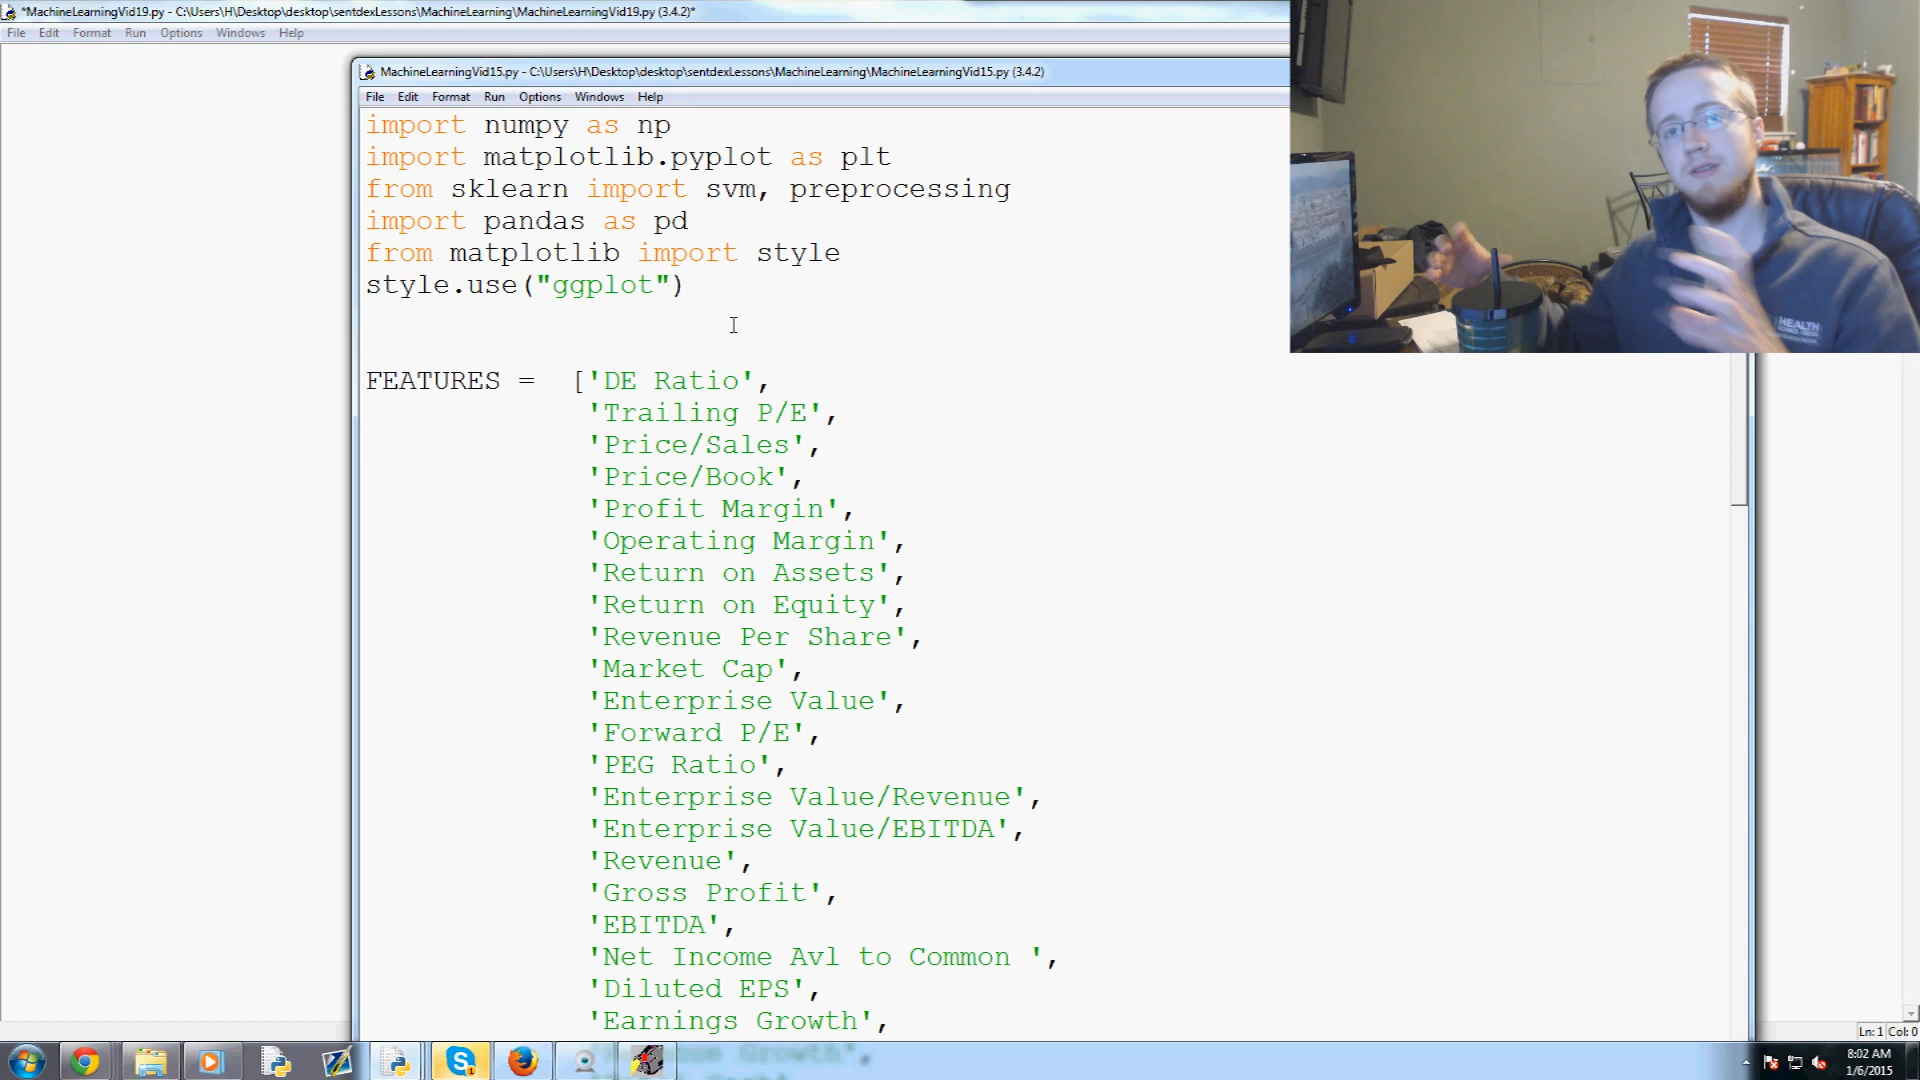 *MachineLearningVid19.py - C:\Users\H\Desktop\desktop\sentdexLessons\MachineLearning\MachineLearningVid19.py (3.4.2)*
File Edit Format Run Options Windows Help
MachineLearningVid15.py - C:\Users\H\Desktop\desktop\sentdexLessons\MachineLearning\MachineLearningVid15.py (3.4.2)
File Edit Format Run Options Windows Help
import numpy as np
import matplotlib.pyplot as plt
from sklearn import svm, preprocessing
import pandas as pd
from matplotlib import style
style.use("ggplot")
FEATURES =  ['DE Ratio',
'Trailing P/E',
'Price/Sales',
'Price/Book',
'Profit Margin',
'Operating Margin',
'Return on Assets',
'Return on Equity',
'Revenue Per Share',
'Market Cap',
'Enterprise Value',
'Forward P/E',
'PEG Ratio',
'Enterprise Value/Revenue',
'Enterprise Value/EBITDA',
'Revenue',
'Gross Profit',
'EBITDA',
'Net Income Avl to Common ',
'Diluted EPS',
'Earnings Growth',
HEALTH
Ln: 1 Col: 0
8:02 AM
1/6/2015